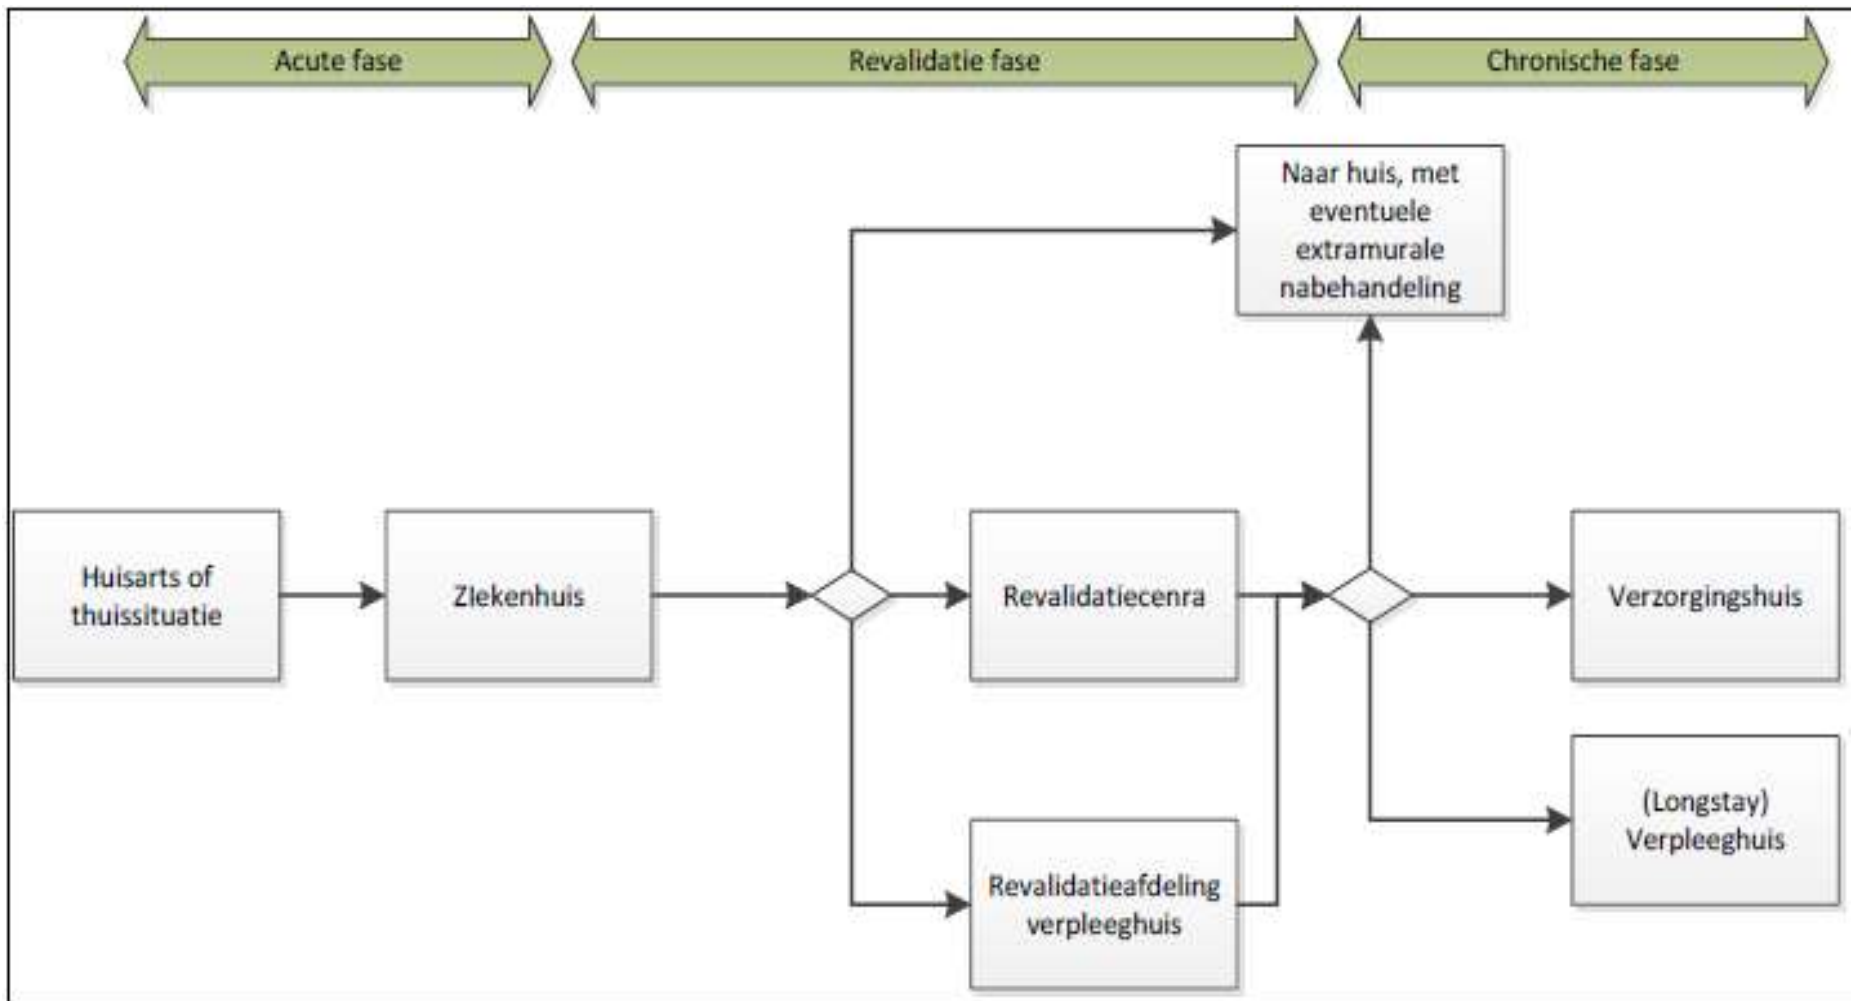 Acute fase
Revalidatie fase
Chronische fase
Naar huis, met
eventuele
extramurale
nabehandeling
Huisarts of
thuissituatie
ZIekenhuis
Revalidatiecenra
Verzorgingshuis
(Longstay)
Verpleeghuis
Revalidatieafdeling
verpleeghuis